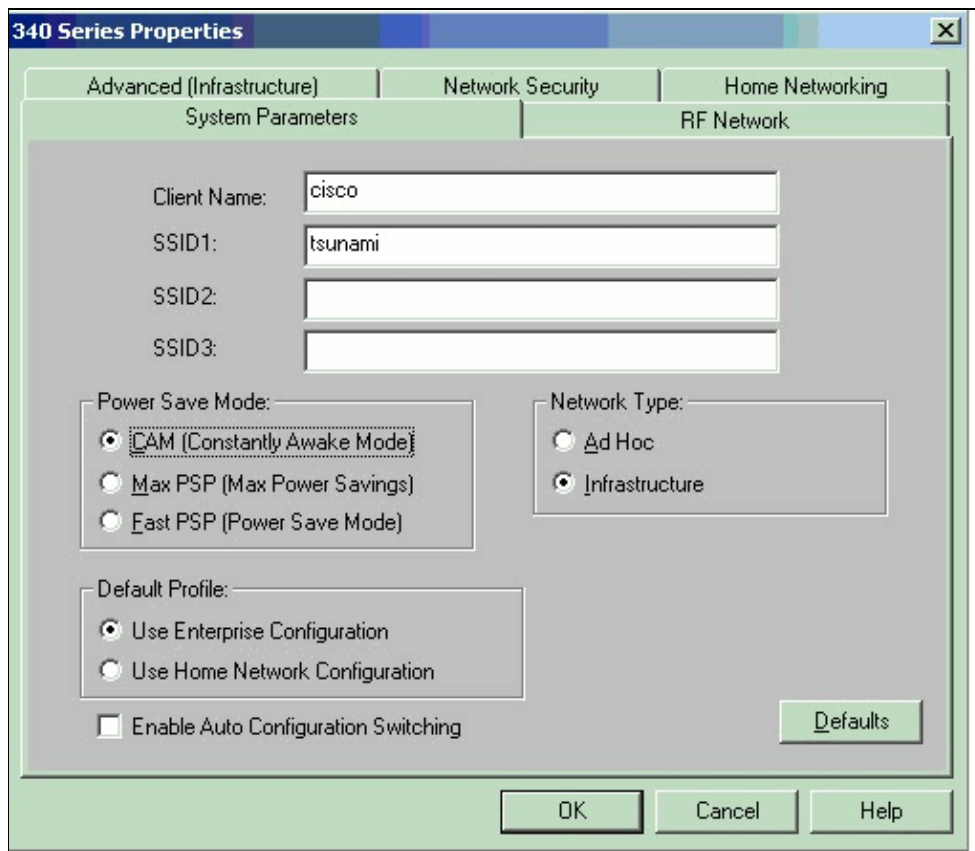 340 Series Properties
Advanced (Infrastructure) Network Security Home Networking
System Parameters RF Network
Client Name: cisco
SSID1: tsunami
SSID2:
SSID3:
Power Save Mode:
CAM (Constantly Awake Mode)
Max PSP (Max Power Savings)
Fast PSP (Power Save Mode)
Network Type:
Ad Hoc
Infrastructure
Default Profile:
Use Enterprise Configuration
Use Home Network Configuration
Enable Auto Configuration Switching
Defaults
OK Cancel Help